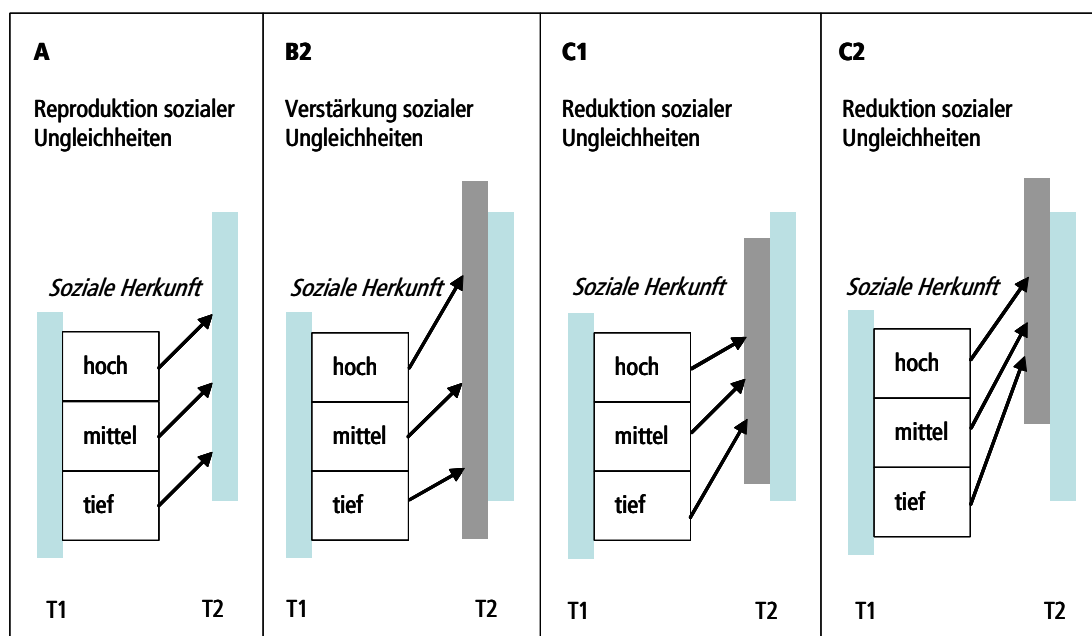 A
Reproduktion sozialer
Ungleichheiten
Soziale Herkunft
hoch
mittel
tief
T1 T2
B2
Verstärkung sozialer
Ungleichheiten
Soziale Herkunft
hoch
mittel
tief
T1 T2
C1
Reduktion sozialer
Ungleichheiten
Soziale Herkunft
hoch
mittel
tief
T1 T2
C2
Reduktion sozialer
Ungleichheiten
Soziale Herkunft
hoch
mittel
tief
T1 T2